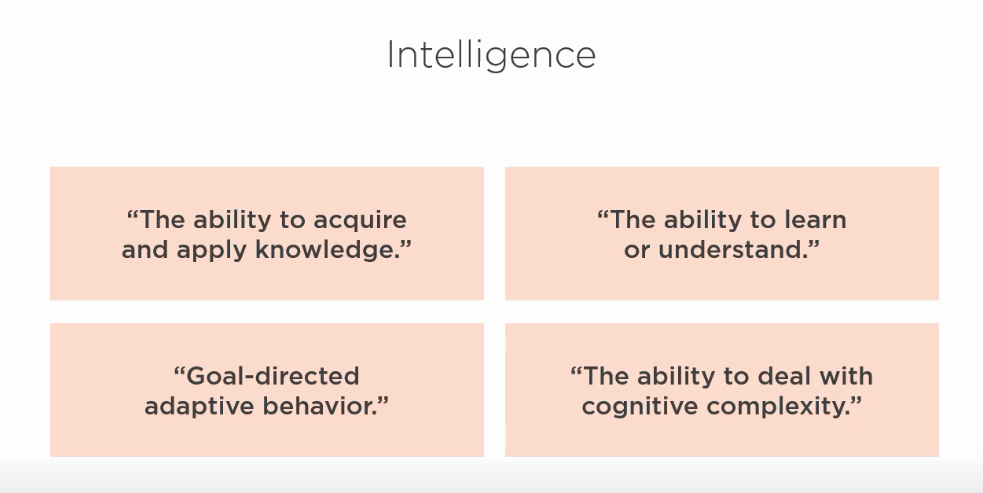 Intelligence
“The ability to acquire
and apply knowledge.”
“The ability to learn
or understand.”
“Goal-directed
adaptive behavior.”
“The ability to deal with
cognitive complexity.”